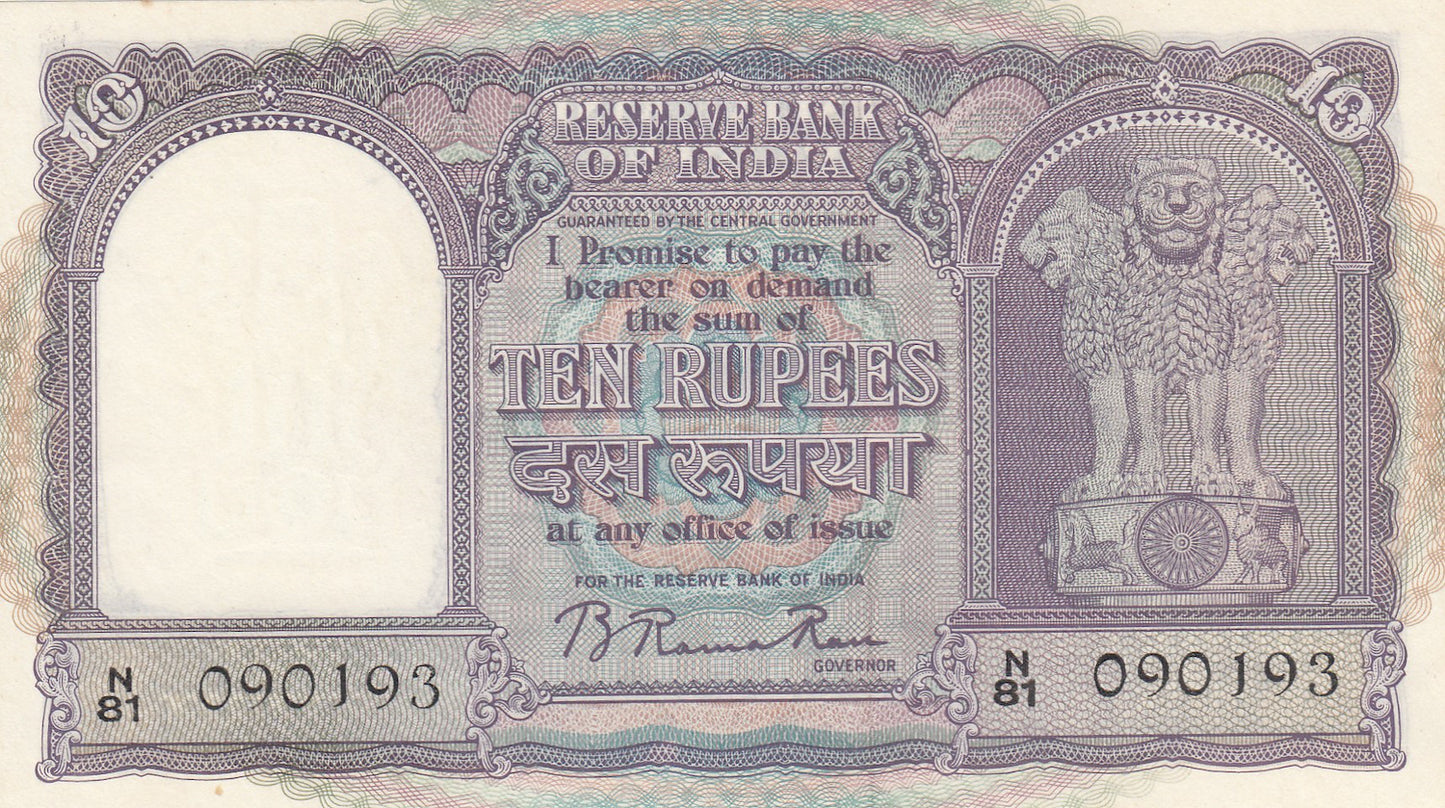 10
10
RESERVE BANK
OF INDIA
GUARANTEED BY THE CENTRAL GOVERNMENT
I Promise to pay the
bearer on demand
the sum of
TEN RUPEES
दस रूपया
at any office of issue
FOR THE RESERVE BANK OF INDIA
B Rama Rau
GOVERNOR
N
81
090193
N
81
090193